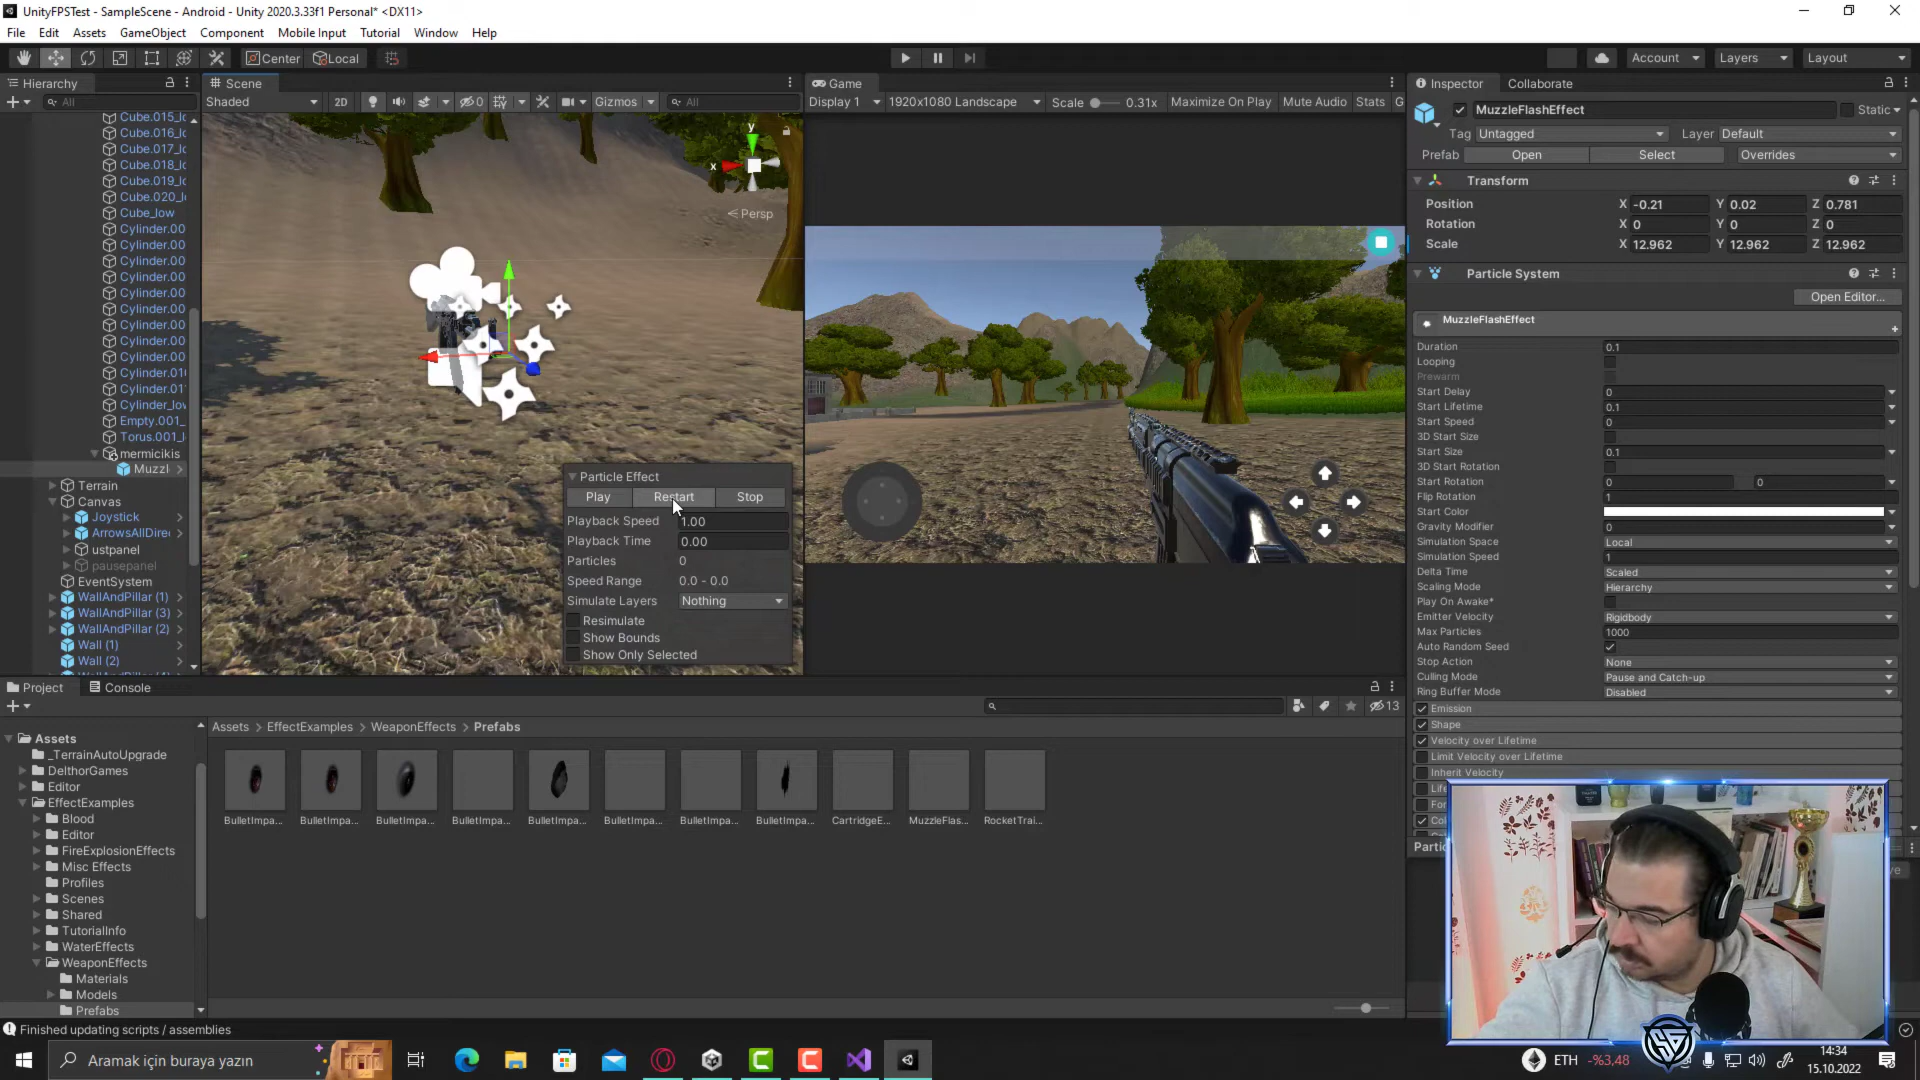 UnityFPSTest - SampleScene - Android - Unity 2020.3.33f1 Personal* <DX11>
File Edit Assets GameObject Component Mobile Input Tutorial Window Help
Center Local Account Layers Layout
Hierarchy
All
Cube.015_l
Cube.016_l
Cube.017_l
Cube.018_l
Cube.019_l
Cube.020_l
Cube_low
Cylinder.00
Cylinder.00
Cylinder.00
Cylinder.00
Cylinder.00
Cylinder.00
Cylinder.00
Cylinder.00
Cylinder.00
Cylinder.01
Cylinder.01
Cylinder_lov
Empty.001_
Torus.001_l
mermicikis
Muzzl
Terrain
Canvas
Joystick
ArrowsAllDire
ustpanel
pausepanel
EventSystem
WallAndPillar (1)
WallAndPillar (3)
WallAndPillar (2)
Wall (1)
Wall (2)
Scene
Shaded 2D 0 Gizmos All
y
x
Persp
Particle Effect
Play Restart Stop
Playback Speed 1.00
Playback Time 0.00
Particles 0
Speed Range 0.0 - 0.0
Simulate Layers Nothing
Resimulate
Show Bounds
Show Only Selected
Game
Display 1 1920x1080 Landscape Scale 0.31x Maximize On Play Mute Audio Stats G
Inspector Collaborate
MuzzleFlashEffect Static
Tag Untagged Layer Default
Prefab Open Select Overrides
Transform
Position X -0.21 Y 0.02 Z 0.781
Rotation X 0 Y 0 Z 0
Scale X 12.962 Y 12.962 Z 12.962
Particle System
Open Editor...
MuzzleFlashEffect
Duration 0.1
Looping
Prewarm
Start Delay 0
Start Lifetime 0.1
Start Speed 0
3D Start Size
Start Size 0.1
3D Start Rotation
Start Rotation 0 0
Flip Rotation 1
Start Color
Gravity Modifier 0
Simulation Space Local
Simulation Speed 1
Delta Time Scaled
Scaling Mode Hierarchy
Play On Awake*
Emitter Velocity Rigidbody
Max Particles 1000
Auto Random Seed
Stop Action None
Culling Mode Pause and Catch-up
Ring Buffer Mode Disabled
Emission
Shape
Velocity over Lifetime
Limit Velocity over Lifetime
Inherit Velocity
Project Console
13
Assets
_TerrainAutoUpgrade
DelthorGames
Editor
EffectExamples
Blood
Editor
FireExplosionEffects
Misc Effects
Profiles
Scenes
Shared
TutorialInfo
WaterEffects
WeaponEffects
Materials
Models
Prefabs
Assets > EffectExamples > WeaponEffects > Prefabs
BulletImpa... BulletImpa... BulletImpa... BulletImpa... BulletImpa... BulletImpa... BulletImpa... BulletImpa... CartridgeE... MuzzleFlas... RocketTrai...
Finished updating scripts / assemblies
Aramak için buraya yazın
ETH -%3,48
14:34
15.10.2022